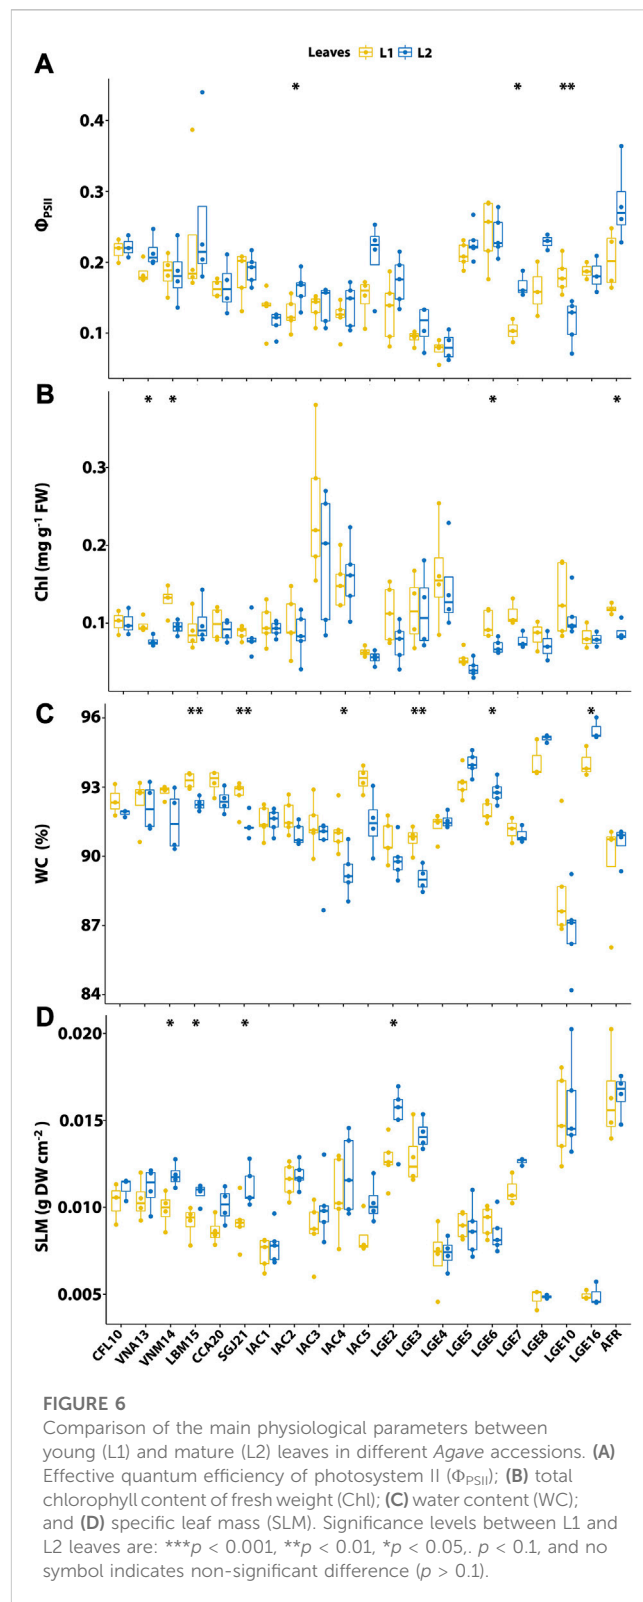 Leaves L1 L2
A
* * **
0.4
0.3
0.2
0.1
ΦPSII
B
* * * *
0.3
0.2
0.1
Chl (mg g-1 FW)
C
** ** * ** * *
96
93
90
87
84
WC (%)
D
* * * *
0.020
0.015
0.010
0.005
SLM (g DW cm-2)
CFL10 VNA13 VNM14 LBM15 CCA20 SGJ21 IAC1 IAC2 IAC3 IAC4 IAC5 LGE2 LGE3 LGE4 LGE5 LGE6 LGE7 LGE8 LGE10 LGE16 AFR
FIGURE 6
Comparison of the main physiological parameters between
young (L1) and mature (L2) leaves in different Agave accessions. (A)
Effective quantum efficiency of photosystem II (ΦPSII); (B) total
chlorophyll content of fresh weight (Chl); (C) water content (WC);
and (D) specific leaf mass (SLM). Significance levels between L1 and
L2 leaves are: ***p < 0.001, **p < 0.01, *p < 0.05,. p < 0.1, and no
symbol indicates non-significant difference (p > 0.1).